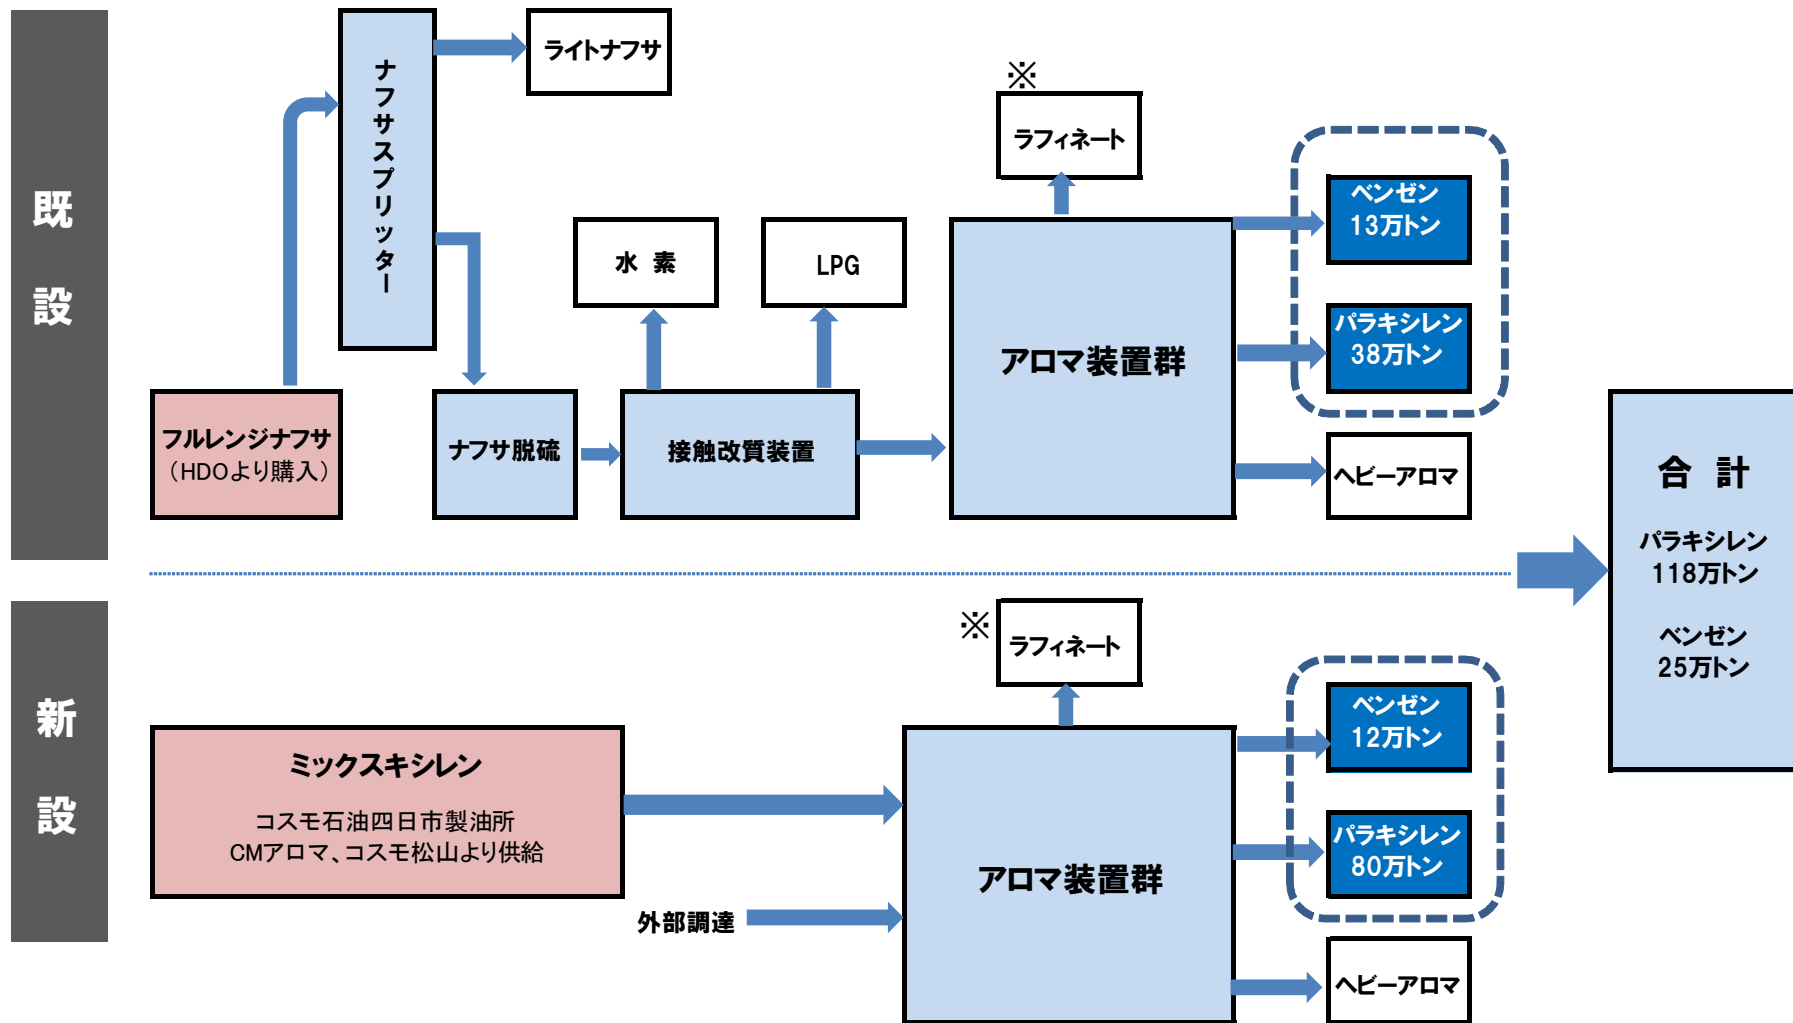 既設
ナフサスプリッター
ライトナフサ
※
ラフィネート
水 素
LPG
ベンゼン
13万トン
パラキシレン
38万トン
アロマ装置群
フルレンジナフサ
（HDOより購入）
ナフサ脱硫
接触改質装置
ヘビーアロマ
合 計
パラキシレン
118万トン
ベンゼン
25万トン
新設
※
ラフィネート
ミックスキシレン
コスモ石油四日市製油所
CMアロマ、コスモ松山より供給
外部調達
アロマ装置群
ベンゼン
12万トン
パラキシレン
80万トン
ヘビーアロマ